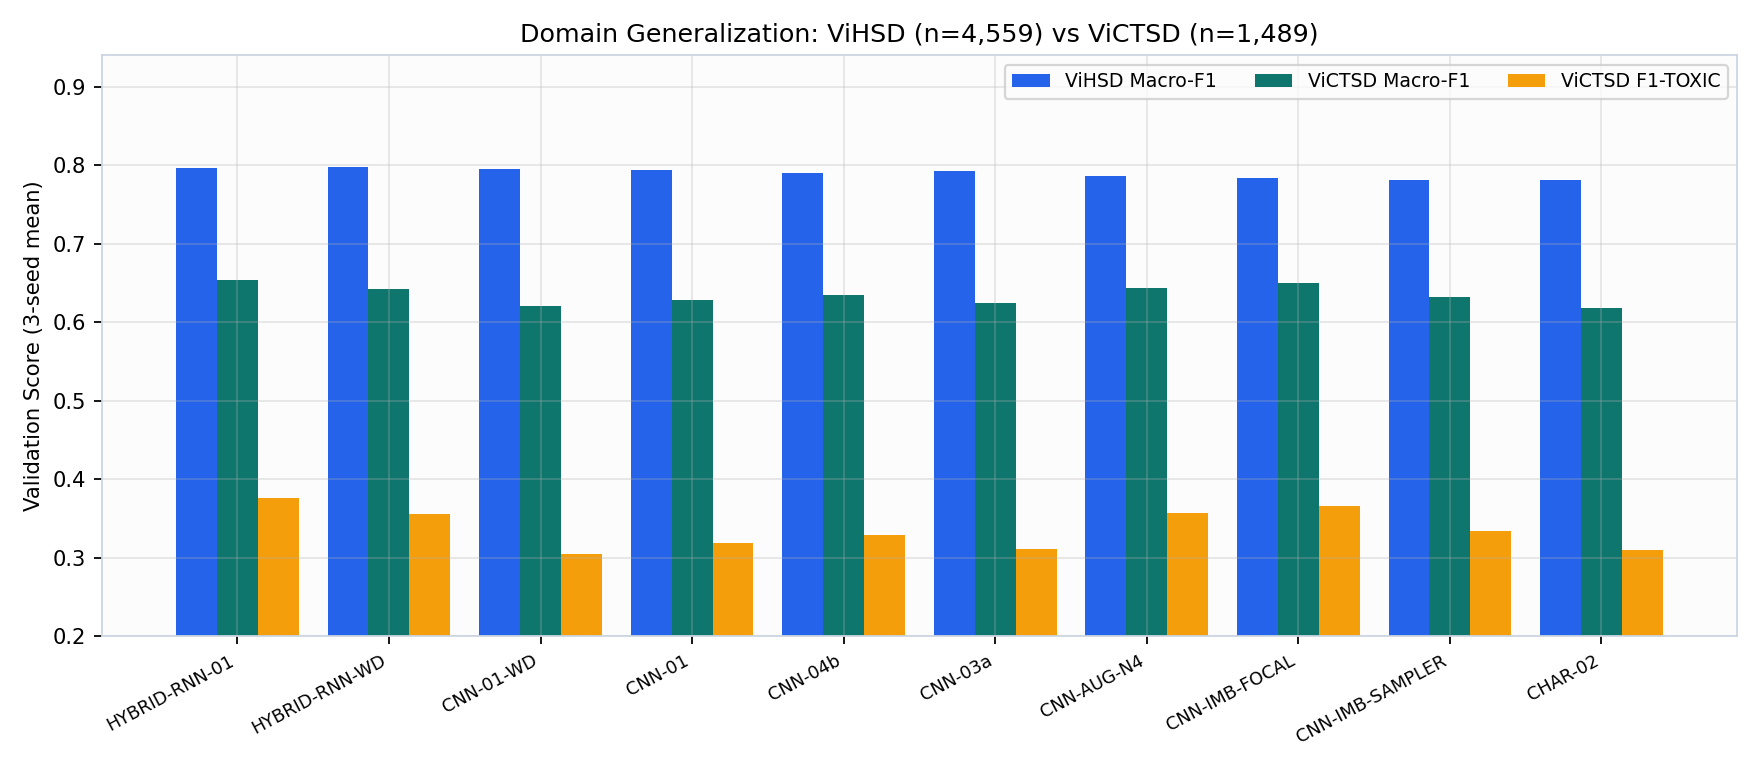 Domain Generalization: ViHSD (n=4,559) vs ViCTSD (n=1,489)
ViHSD Macro-F1 ViCTSD Macro-F1 ViCTSD F1-TOXIC
Validation Score (3-seed mean)
0.9
0.8
0.7
0.6
0.5
0.4
0.3
0.2
HYBRID-RNN-01
HYBRID-RNN-WD
CNN-01-WD
CNN-01
CNN-04b
CNN-03a
CNN-AUG-N4
CNN-IMB-FOCAL
CNN-IMB-SAMPLER
CHAR-02